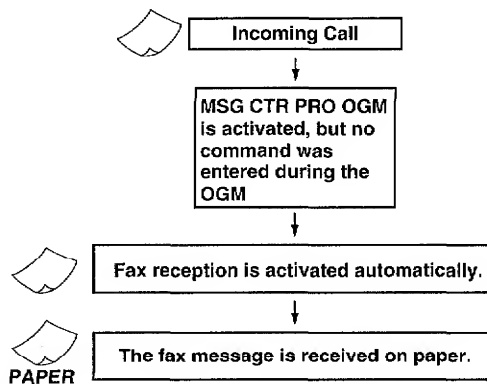 Incoming Call
MSG CTR PRO OGM
is activated, but no
command was
entered during the
OGM
Fax reception is activated automatically.
The fax message is received on paper.
PAPER